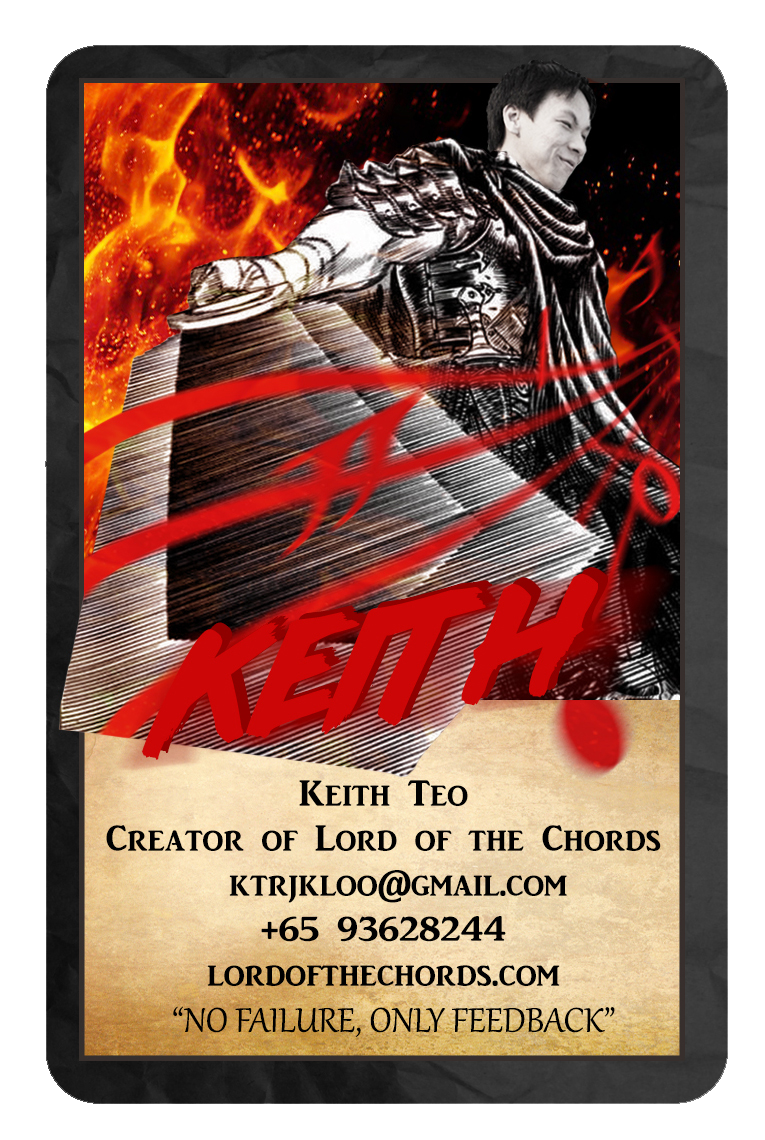 KEITH
Keith Teo
Creator of Lord of the Chords
ktrjkloo@gmail.com
+65 93628244
lordofthechords.com
“NO FAILURE, ONLY FEEDBACK”